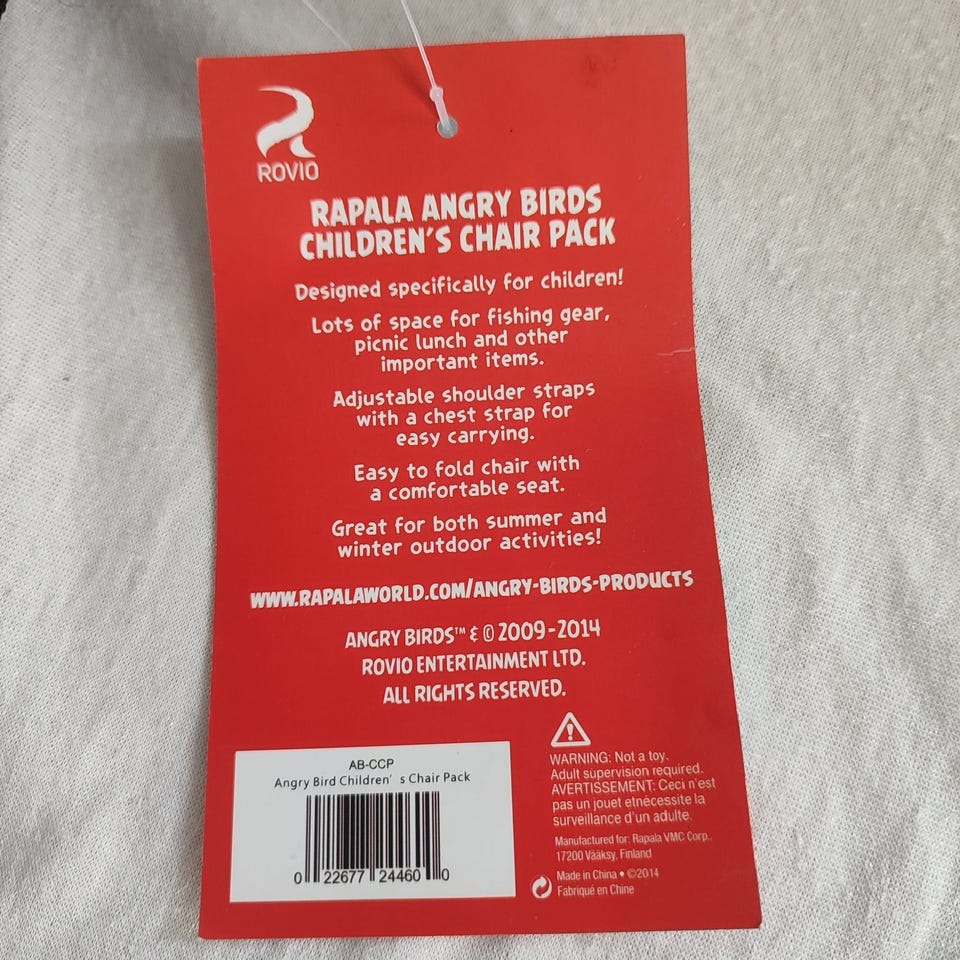 ROVIO
RAPALA ANGRY BIRDS
CHILDREN'S CHAIR PACK
Designed specifically for children!
Lots of space for fishing gear,
picnic lunch and other
important items.
Adjustable shoulder straps
with a chest strap for
easy carrying.
Easy to fold chair with
a comfortable seat.
Great for both summer and
winter outdoor activities!
WWW.RAPALAWORLD.COM/ANGRY-BIRDS-PRODUCTS
ANGRY BIRDS™ & © 2009-2014
ROVIO ENTERTAINMENT LTD.
ALL RIGHTS RESERVED.
AB-CCP
Angry Bird Children' s Chair Pack
0 22677 24460 0
WARNING: Not a toy.
Adult supervision required.
AVERTISSEMENT: Ceci n'est
pas un jouet etnécessite la
surveillance d'un adulte.
Manufactured for: Rapala VMC Corp.,
17200 Vääksy, Finland
Made in China • ©2014
Fabriqué en Chine